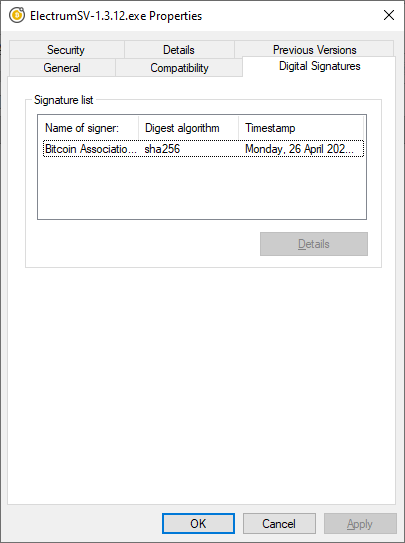 ElectrumSV-1.3.12.exe Properties
Security Details Previous Versions
General Compatibility Digital Signatures
Signature list
Name of signer: Digest algorithm Timestamp
Bitcoin Associatio... sha256 Monday, 26 April 202...
Details
OK Cancel Apply